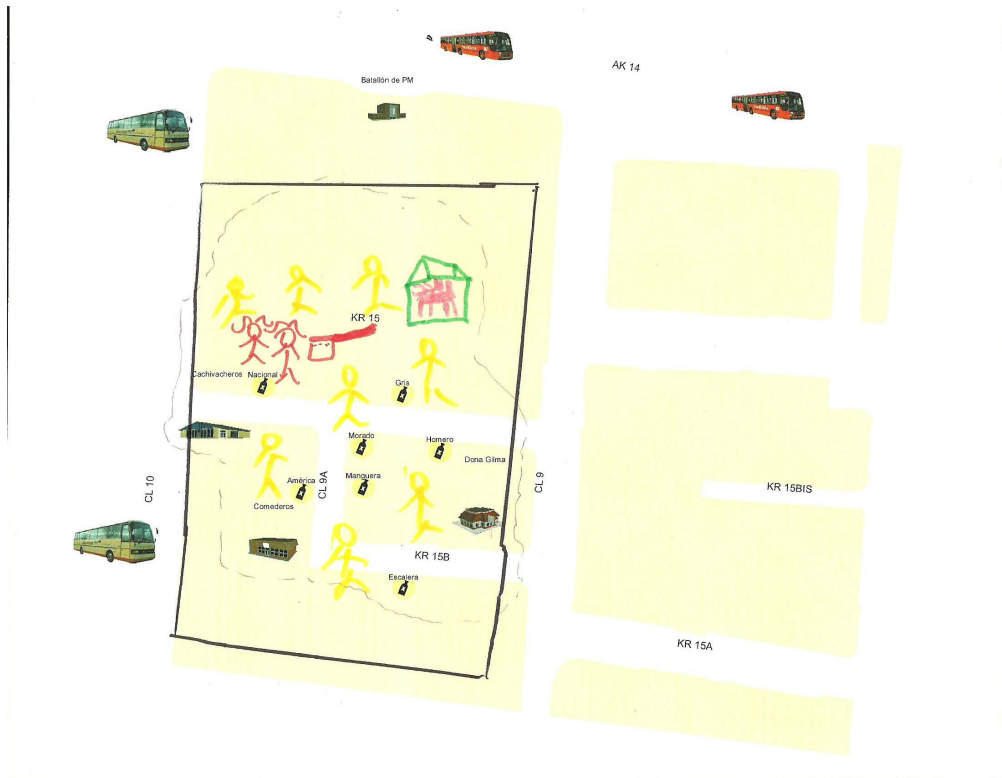 AK 14
Batallón de PM
KR 15
Cachivacheros
Nacional
Gris
Morado
Homero
Dona Gilma
América
Manguera
CL 9A
CL 10
CL 9
KR 15BIS
Comederos
KR 15B
Escalera
KR 15A